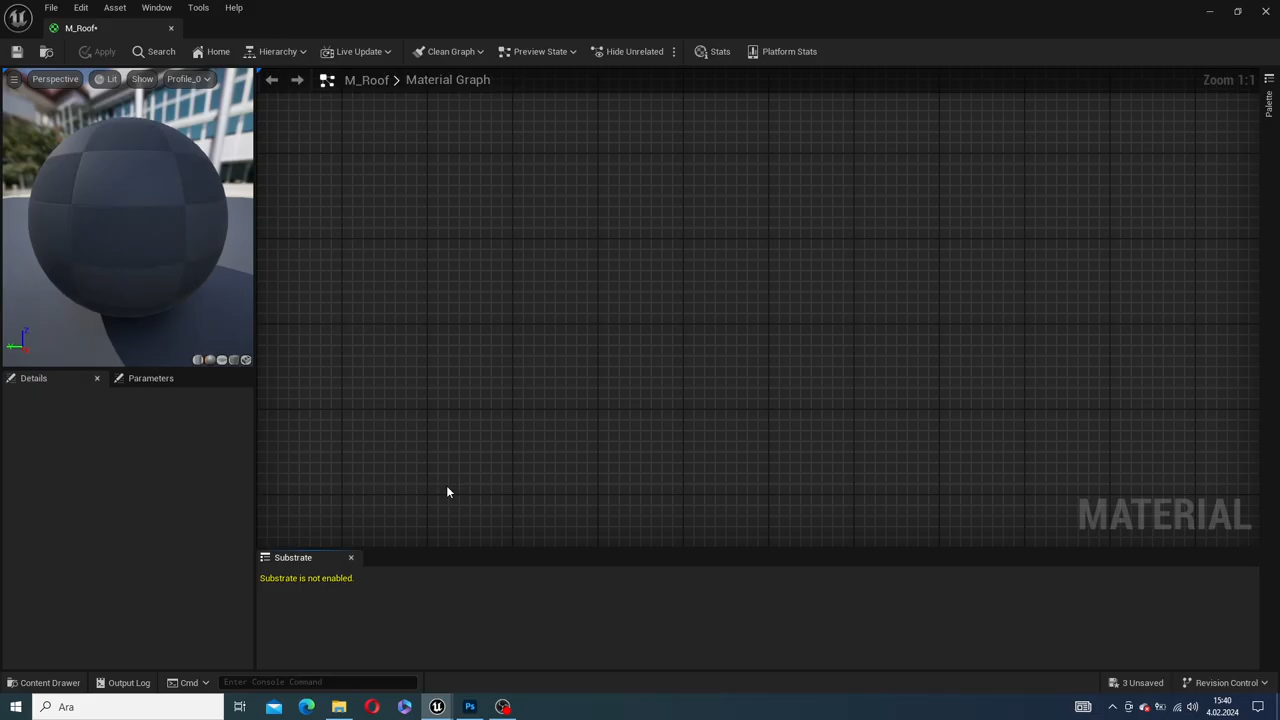 File Edit Asset Window Tools Help
M_Roof*
Apply Search Home Hierarchy Live Update Clean Graph Preview State Hide Unrelated Stats Platform Stats
Perspective Lit Show Profile_0
M_Roof > Material Graph
Zoom 1:1
Palette
Z
Details Parameters
MATERIAL
Substrate
Substrate is not enabled.
Content Drawer Output Log Cmd Enter Console Command 3 Unsaved Revision Control
Ara
15:40
4.02.2024